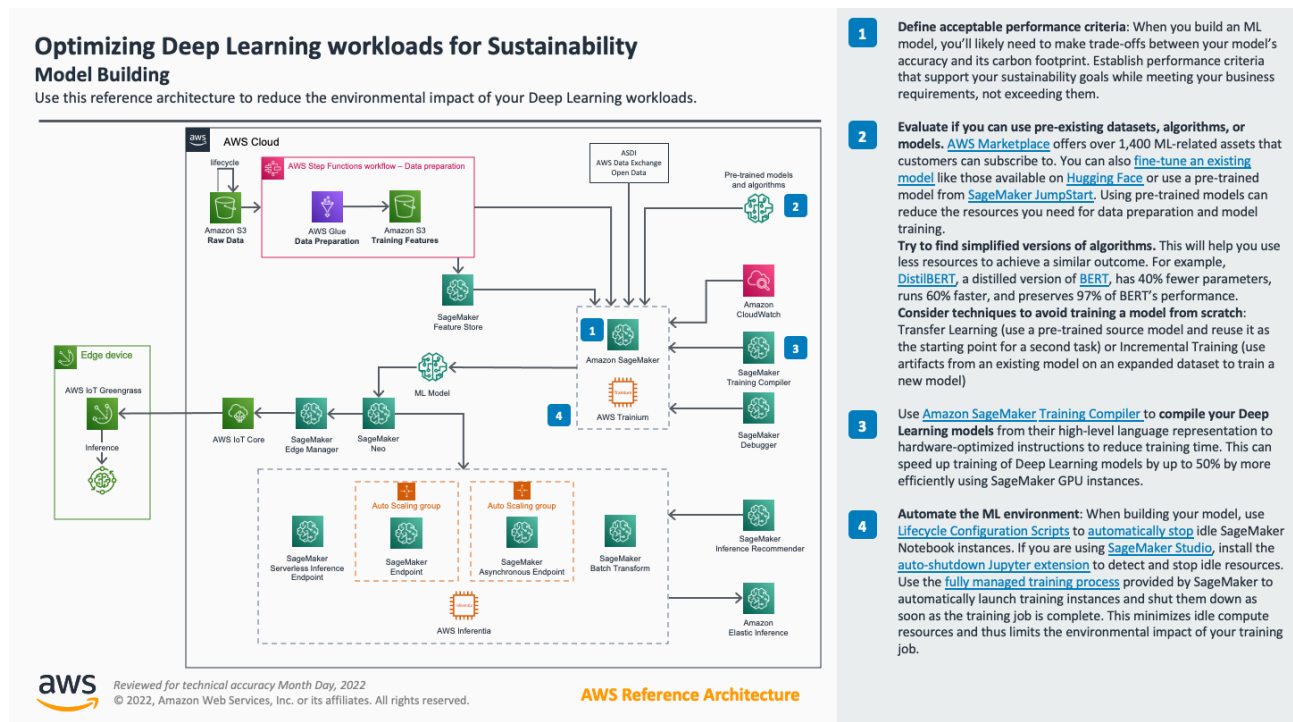 Optimizing Deep Learning workloads for Sustainability
Model Building
Use this reference architecture to reduce the environmental impact of your Deep Learning workloads.
aws
AWS Cloud
lifecycle
Amazon S3
Raw Data
AWS Step Functions workflow – Data preparation
AWS Glue
Data Preparation
Amazon S3
Training Features
ASDI
AWS Data Exchange
Open Data
Pre-trained models
and algorithms
2
SageMaker
Feature Store
Amazon
CloudWatch
1
Amazon SageMaker
3
SageMaker
Training Compiler
Trainium
AWS Trainium
4
SageMaker
Debugger
Edge device
AWS IoT Greengrass
Inference
ML Model
AWS IoT Core
SageMaker
Edge Manager
SageMaker
Neo
Auto Scaling group
Auto Scaling group
SageMaker
Serverless Inference
Endpoint
SageMaker
Endpoint
SageMaker
Asynchronous Endpoint
SageMaker
Batch Transform
SageMaker
Inference Recommender
Inferentia
AWS Inferentia
Amazon
Elastic Inference
aws
Reviewed for technical accuracy Month Day, 2022
© 2022, Amazon Web Services, Inc. or its affiliates. All rights reserved.
AWS Reference Architecture
1
Define acceptable performance criteria: When you build an ML
model, you’ll likely need to make trade-offs between your model’s
accuracy and its carbon footprint. Establish performance criteria
that support your sustainability goals while meeting your business
requirements, not exceeding them.
2
Evaluate if you can use pre-existing datasets, algorithms, or
models. AWS Marketplace offers over 1,400 ML-related assets that
customers can subscribe to. You can also fine-tune an existing
model like those available on Hugging Face or use a pre-trained
model from SageMaker JumpStart. Using pre-trained models can
reduce the resources you need for data preparation and model
training.
Try to find simplified versions of algorithms. This will help you use
less resources to achieve a similar outcome. For example,
DistilBERT, a distilled version of BERT, has 40% fewer parameters,
runs 60% faster, and preserves 97% of BERT’s performance.
Consider techniques to avoid training a model from scratch:
Transfer Learning (use a pre-trained source model and reuse it as
the starting point for a second task) or Incremental Training (use
artifacts from an existing model on an expanded dataset to train a
new model)
3
Use Amazon SageMaker Training Compiler to compile your Deep
Learning models from their high-level language representation to
hardware-optimized instructions to reduce training time. This can
speed up training of Deep Learning models by up to 50% by more
efficiently using SageMaker GPU instances.
4
Automate the ML environment: When building your model, use
Lifecycle Configuration Scripts to automatically stop idle SageMaker
Notebook instances. If you are using SageMaker Studio, install the
auto-shutdown Jupyter extension to detect and stop idle resources.
Use the fully managed training process provided by SageMaker to
automatically launch training instances and shut them down as
soon as the training job is complete. This minimizes idle compute
resources and thus limits the environmental impact of your training
job.